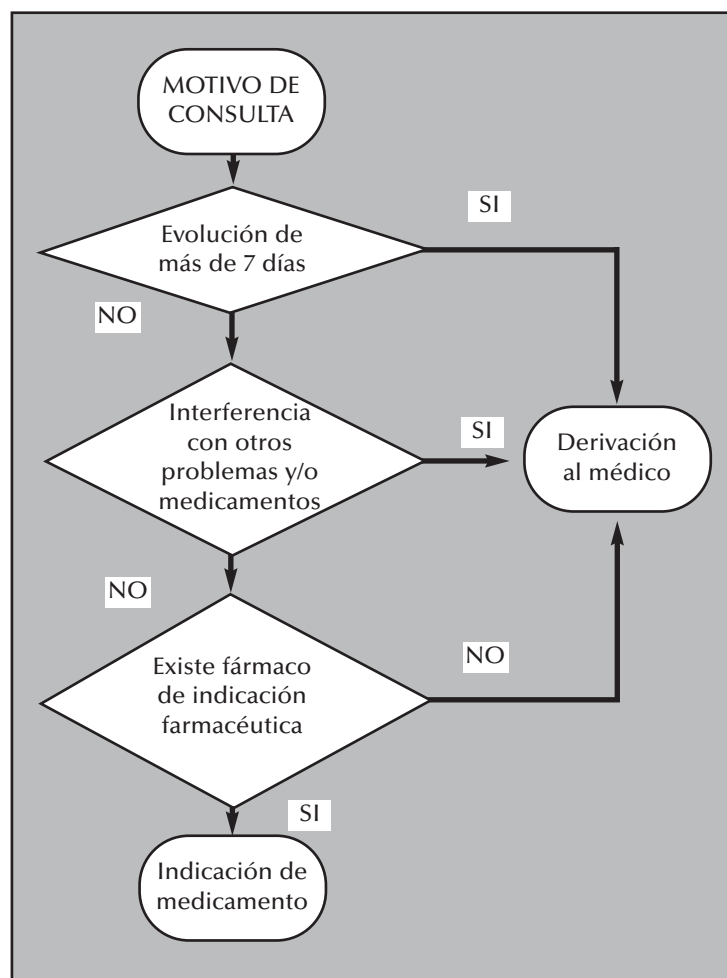 MOTIVO DE
CONSULTA
SI
Evolución de
más de 7 días
NO
Interferencia
con otros
problemas y/o
medicamentos
SI
Derivación
al médico
NO
Existe fármaco
de indicación
farmacéutica
NO
SI
Indicación de
medicamento